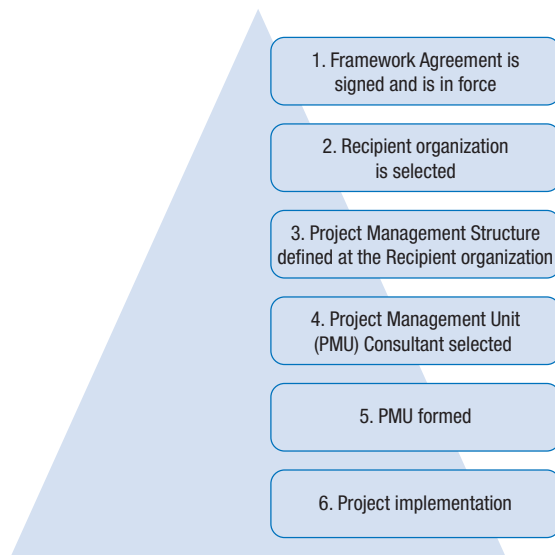 1. Framework Agreement is
signed and is in force
2. Recipient organization
is selected
3. Project Management Structure
defined at the Recipient organization
4. Project Management Unit
(PMU) Consultant selected
5. PMU formed
6. Project implementation